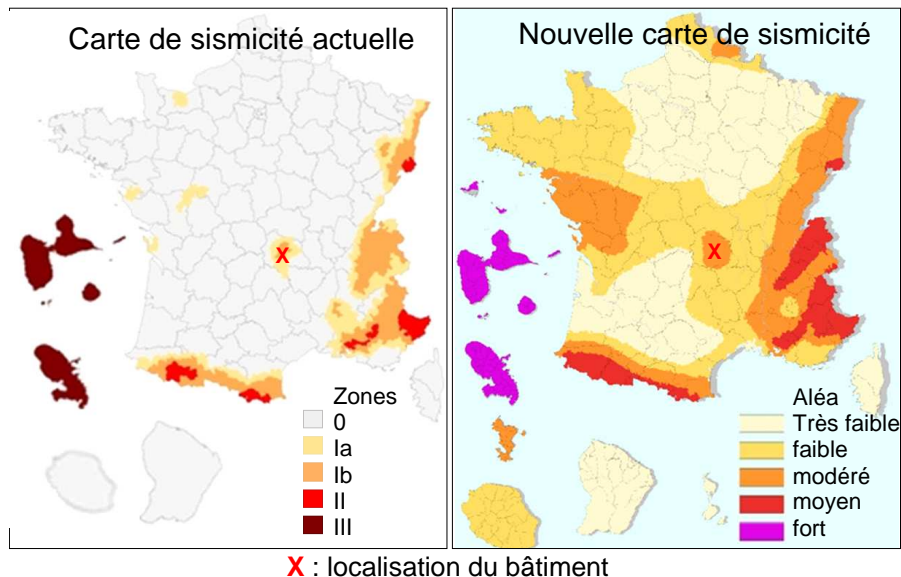 Carte de sismicité actuelle
X
Zones
0
Ia
Ib
II
III
Nouvelle carte de sismicité
X
Aléa
Très faible
faible
modéré
moyen
fort
X : localisation du bâtiment